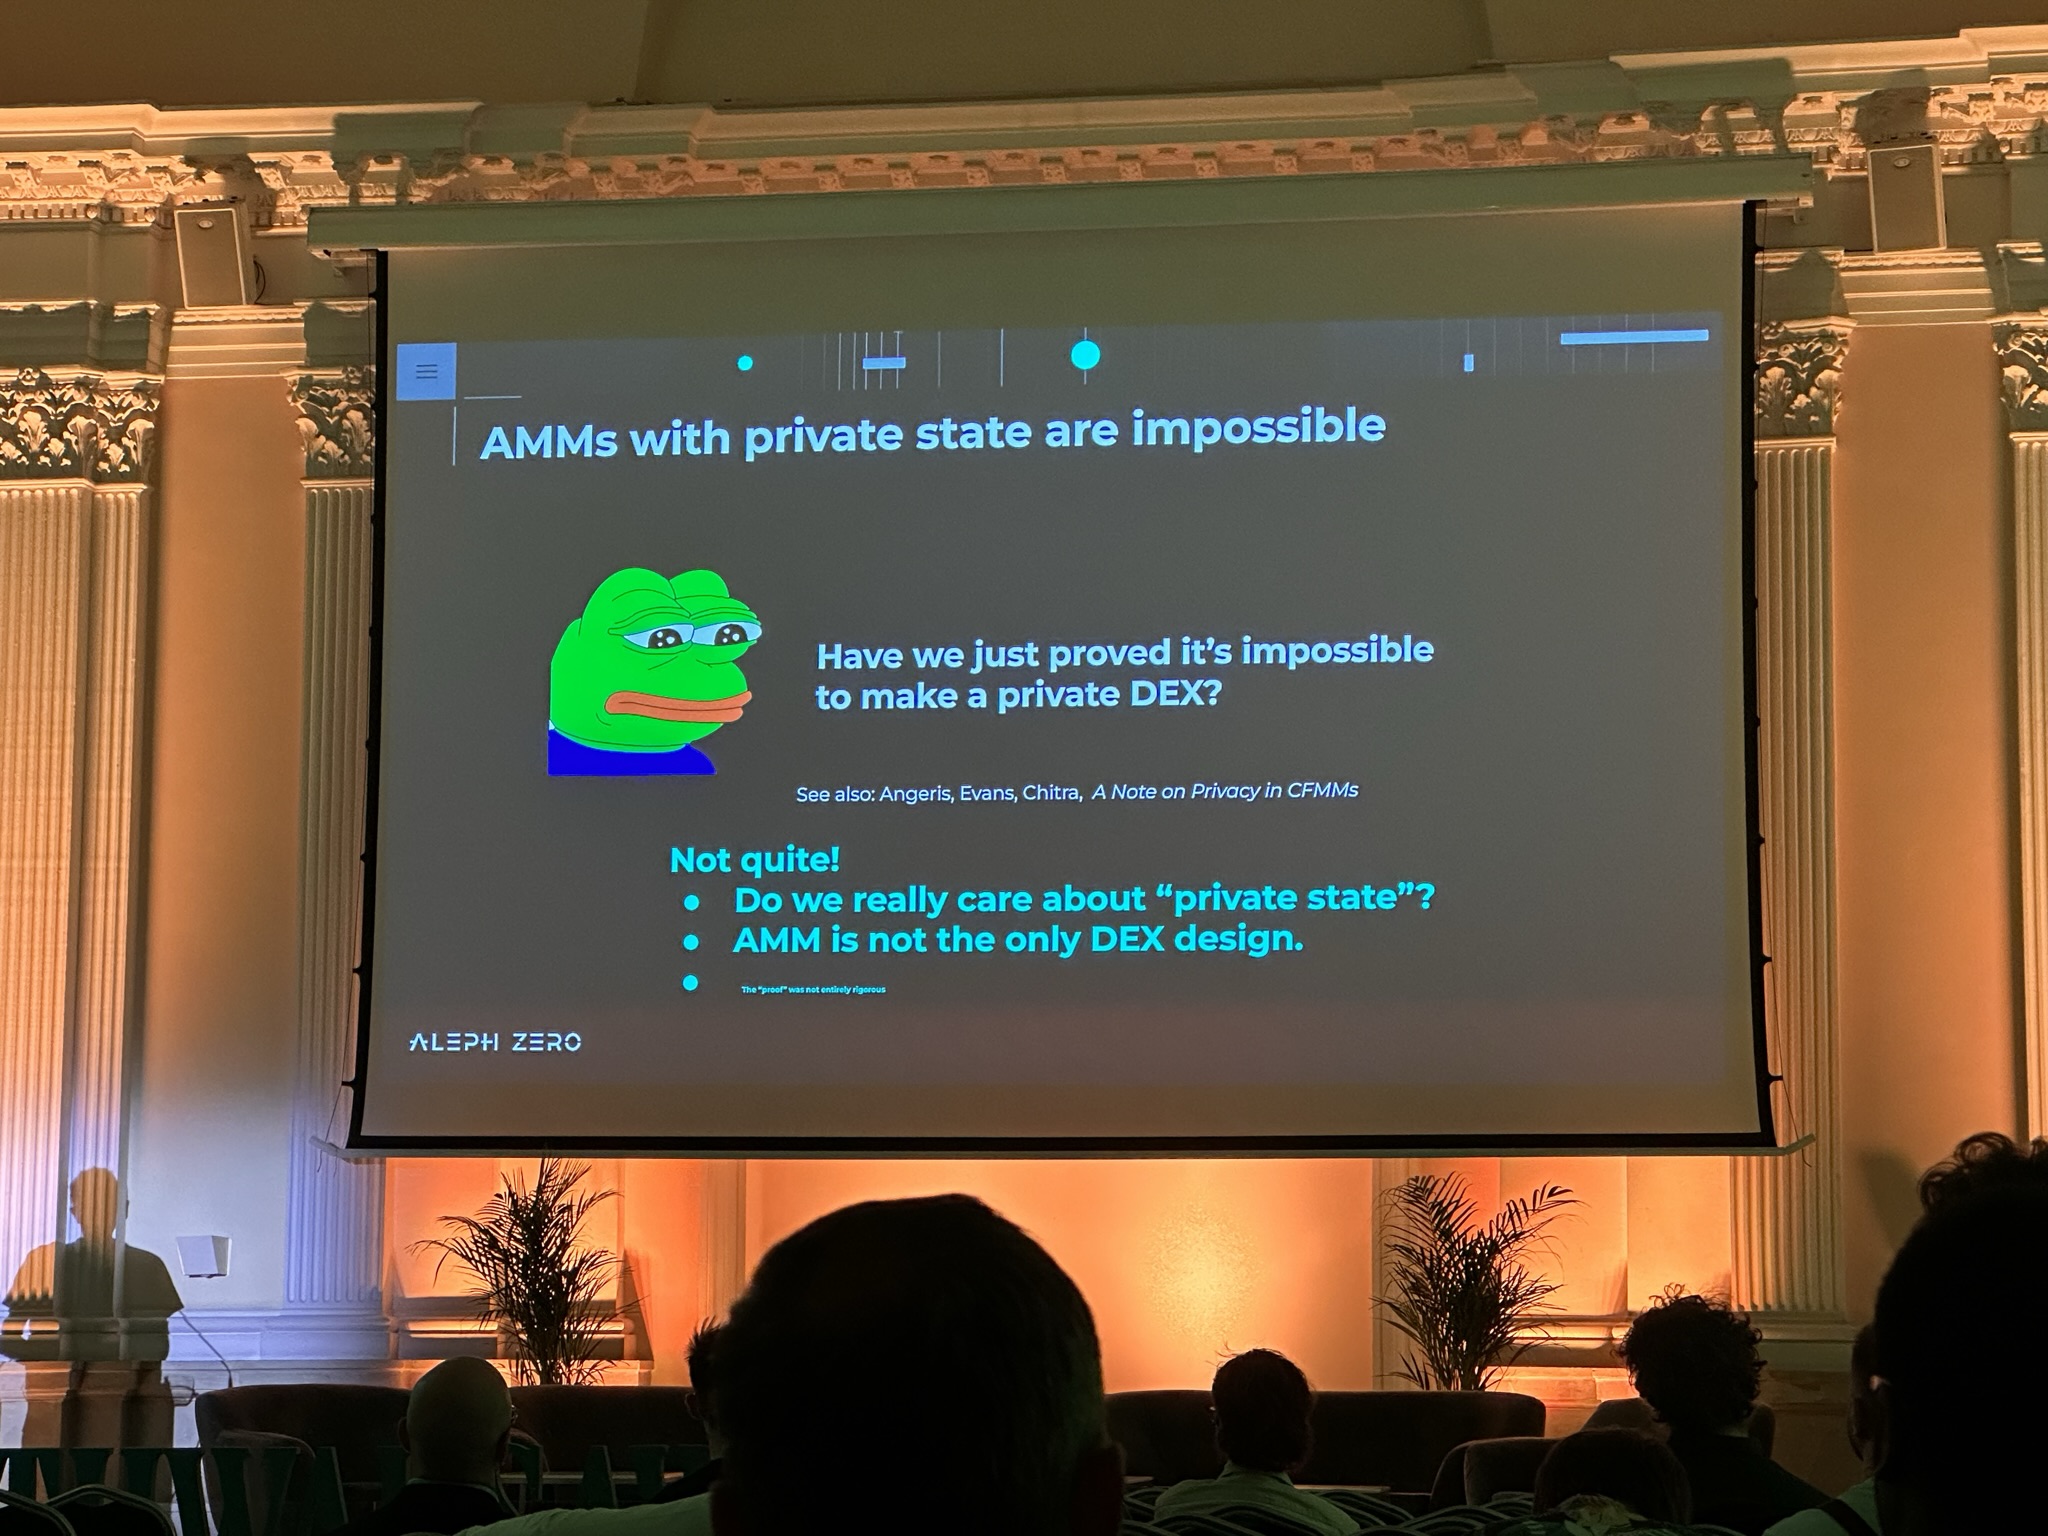 AMMs with private state are impossible
Have we just proved it’s impossible
to make a private DEX?
See also: Angeris, Evans, Chitra, A Note on Privacy in CFMMs
Not quite!
● Do we really care about “private state”?
● AMM is not the only DEX design.
● The “proof” was not entirely rigorous
ALEPH ZERO